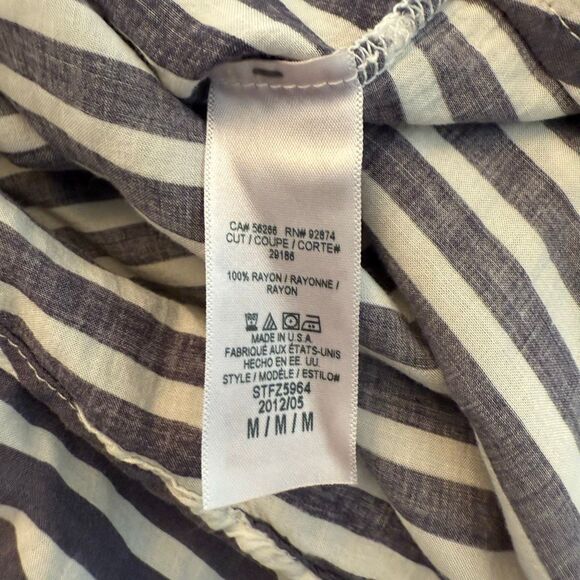 CA# 56286 RN# 92874
CUT / COUPE / CORTE#
29186
100% RAYON / RAYONNE /
RAYON
MADE IN U.S.A.
FABRIQUÉ AUX ÉTATS-UNIS
HECHO EN EE. UU.
STYLE / MODÈLE / ESTILO#
STFZ5964
2012/05
M / M / M